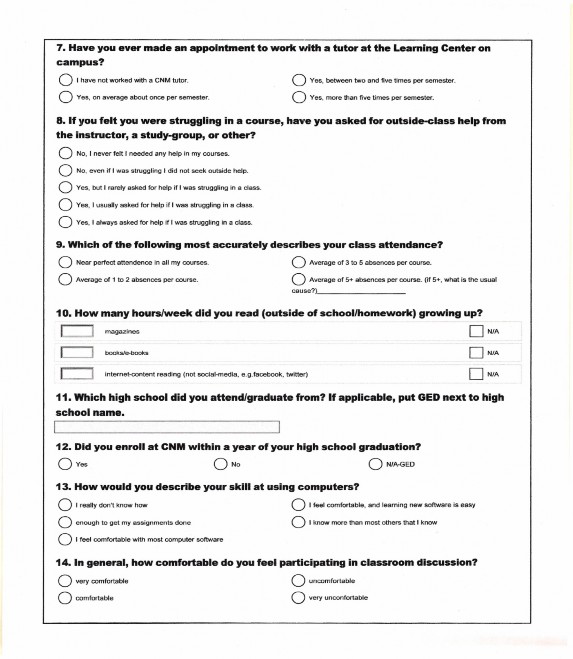 7. Have you ever made an appointment to work with a tutor at the Learning Center on
campus?
I have not worked with a CNM tutor.
Yes, between two and five times per semester.
Yes, on average about once per semester.
Yes, more than five times per semester.
8. If you felt you were struggling in a course, have you asked for outside-class help from
the instructor, a study-group, or other?
No, I never felt I needed any help in my courses.
No, even if I was struggling I did not seek outside help.
Yes, but I rarely asked for help if I was struggling in a class.
Yes, I usually asked for help if I was struggling in a class.
Yes, I always asked for help if I was struggling in a class.
9. Which of the following most accurately describes your class attendance?
Near perfect attendence in all my courses.
Average of 3 to 5 absences per course.
Average of 1 to 2 absences per course.
Average of 5+ absences per course. (if 5+, what is the usual
cause?)
10. How many hours/week did you read (outside of school/homework) growing up?
magazines
N/A
books/e-books
N/A
internet-content reading (not social-media, e.g.facebook, twitter)
N/A
11. Which high school did you attend/graduate from? If applicable, put GED next to high
school name.
12. Did you enroll at CNM within a year of your high school graduation?
Yes
No
N/A-GED
13. How would you describe your skill at using computers?
I really don't know how
I feel comfortable, and learning new software is easy
enough to get my assignments done
I know more than most others that I know
I feel comfortable with most computer software
14. In general, how comfortable do you feel participating in classroom discussion?
very comfortable
uncomfortable
comfortable
very unconfortable